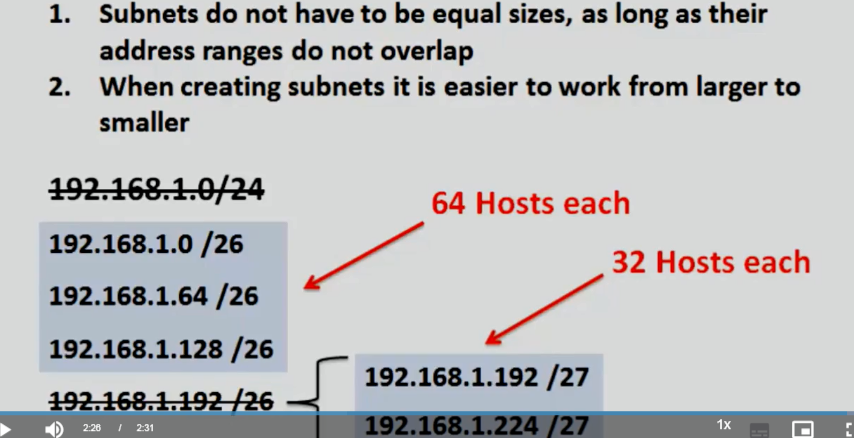 1. Subnets do not have to be equal sizes, as long as their
address ranges do not overlap
2. When creating subnets it is easier to work from larger to
smaller
192.168.1.0/24
64 Hosts each
192.168.1.0 /26
32 Hosts each
192.168.1.64 /26
192.168.1.128 /26
192.168.1.192 /27
192.168.1.192 /26
192.168.1.224 /27
2:26 / 2:31
1x